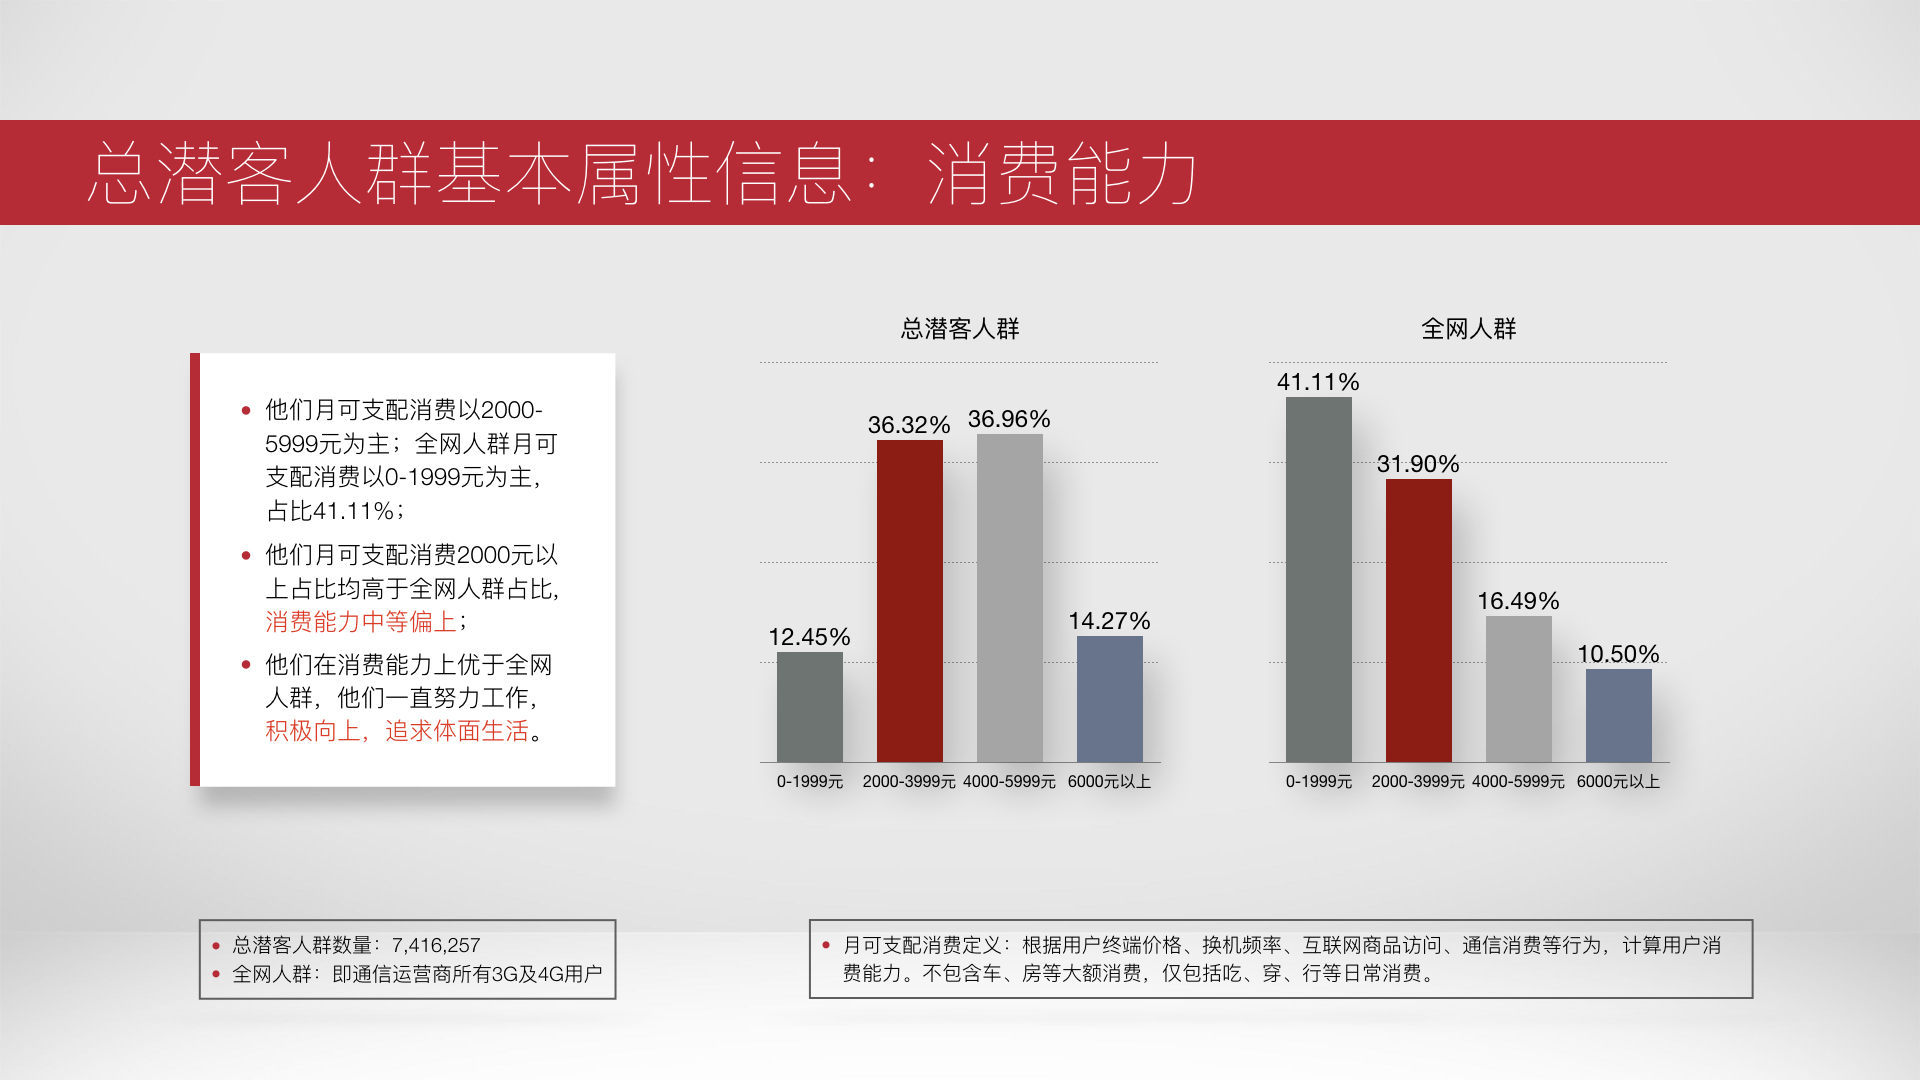 总潜客人群基本属性信息：消费能力
他们月可支配消费以2000-
5999元为主；全网人群月可
支配消费以0-1999元为主，
占比41.11%；
他们月可支配消费2000元以
上占比均高于全网人群占比,
消费能力中等偏上；
他们在消费能力上优于全网
人群，他们一直努力工作，
积极向上，追求体面生活。
总潜客人群
12.45%
36.32%
36.96%
14.27%
0-1999元
2000-3999元
4000-5999元
6000元以上
全网人群
41.11%
31.90%
16.49%
10.50%
0-1999元
2000-3999元
4000-5999元
6000元以上
总潜客人群数量：7,416,257
全网人群：即通信运营商所有3G及4G用户
月可支配消费定义：根据用户终端价格、换机频率、互联网商品访问、通信消费等行为，计算用户消
费能力。不包含车、房等大额消费，仅包括吃、穿、行等日常消费。